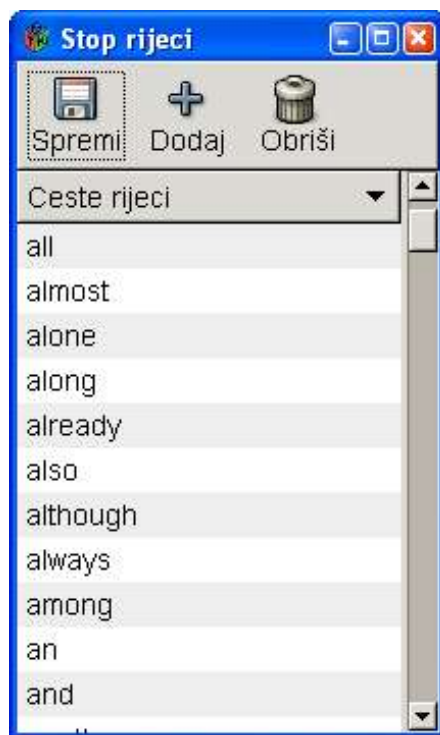 Stop rijeci
Spremi Dodaj Obriši
Ceste rijeci
all
almost
alone
along
already
also
although
always
among
an
and